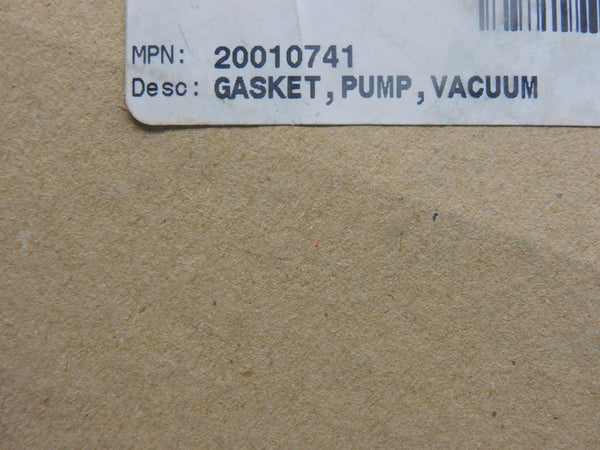 MPN: 20010741
Desc: GASKET,PUMP,VACUUM